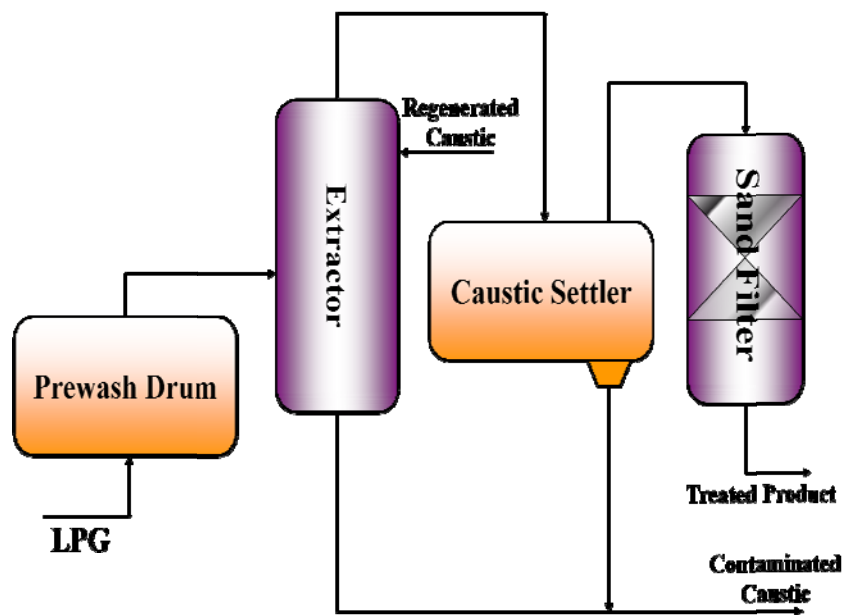 Regenerated
Caustic
Extractor
Sand Filter
Caustic Settler
Prewash Drum
LPG
Treated Product
Contaminated
Caustic